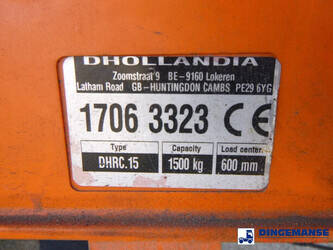 DHOLLANDIA
Zoomstraat 9 BE-9160 Lokeren
Latham Road GB-HUNTINGDON CAMBS PE29 6YG
1706 3323 CE
Type Capacity Load center.
DHRC.15 1500 kg 600 mm
DINGEMANSE